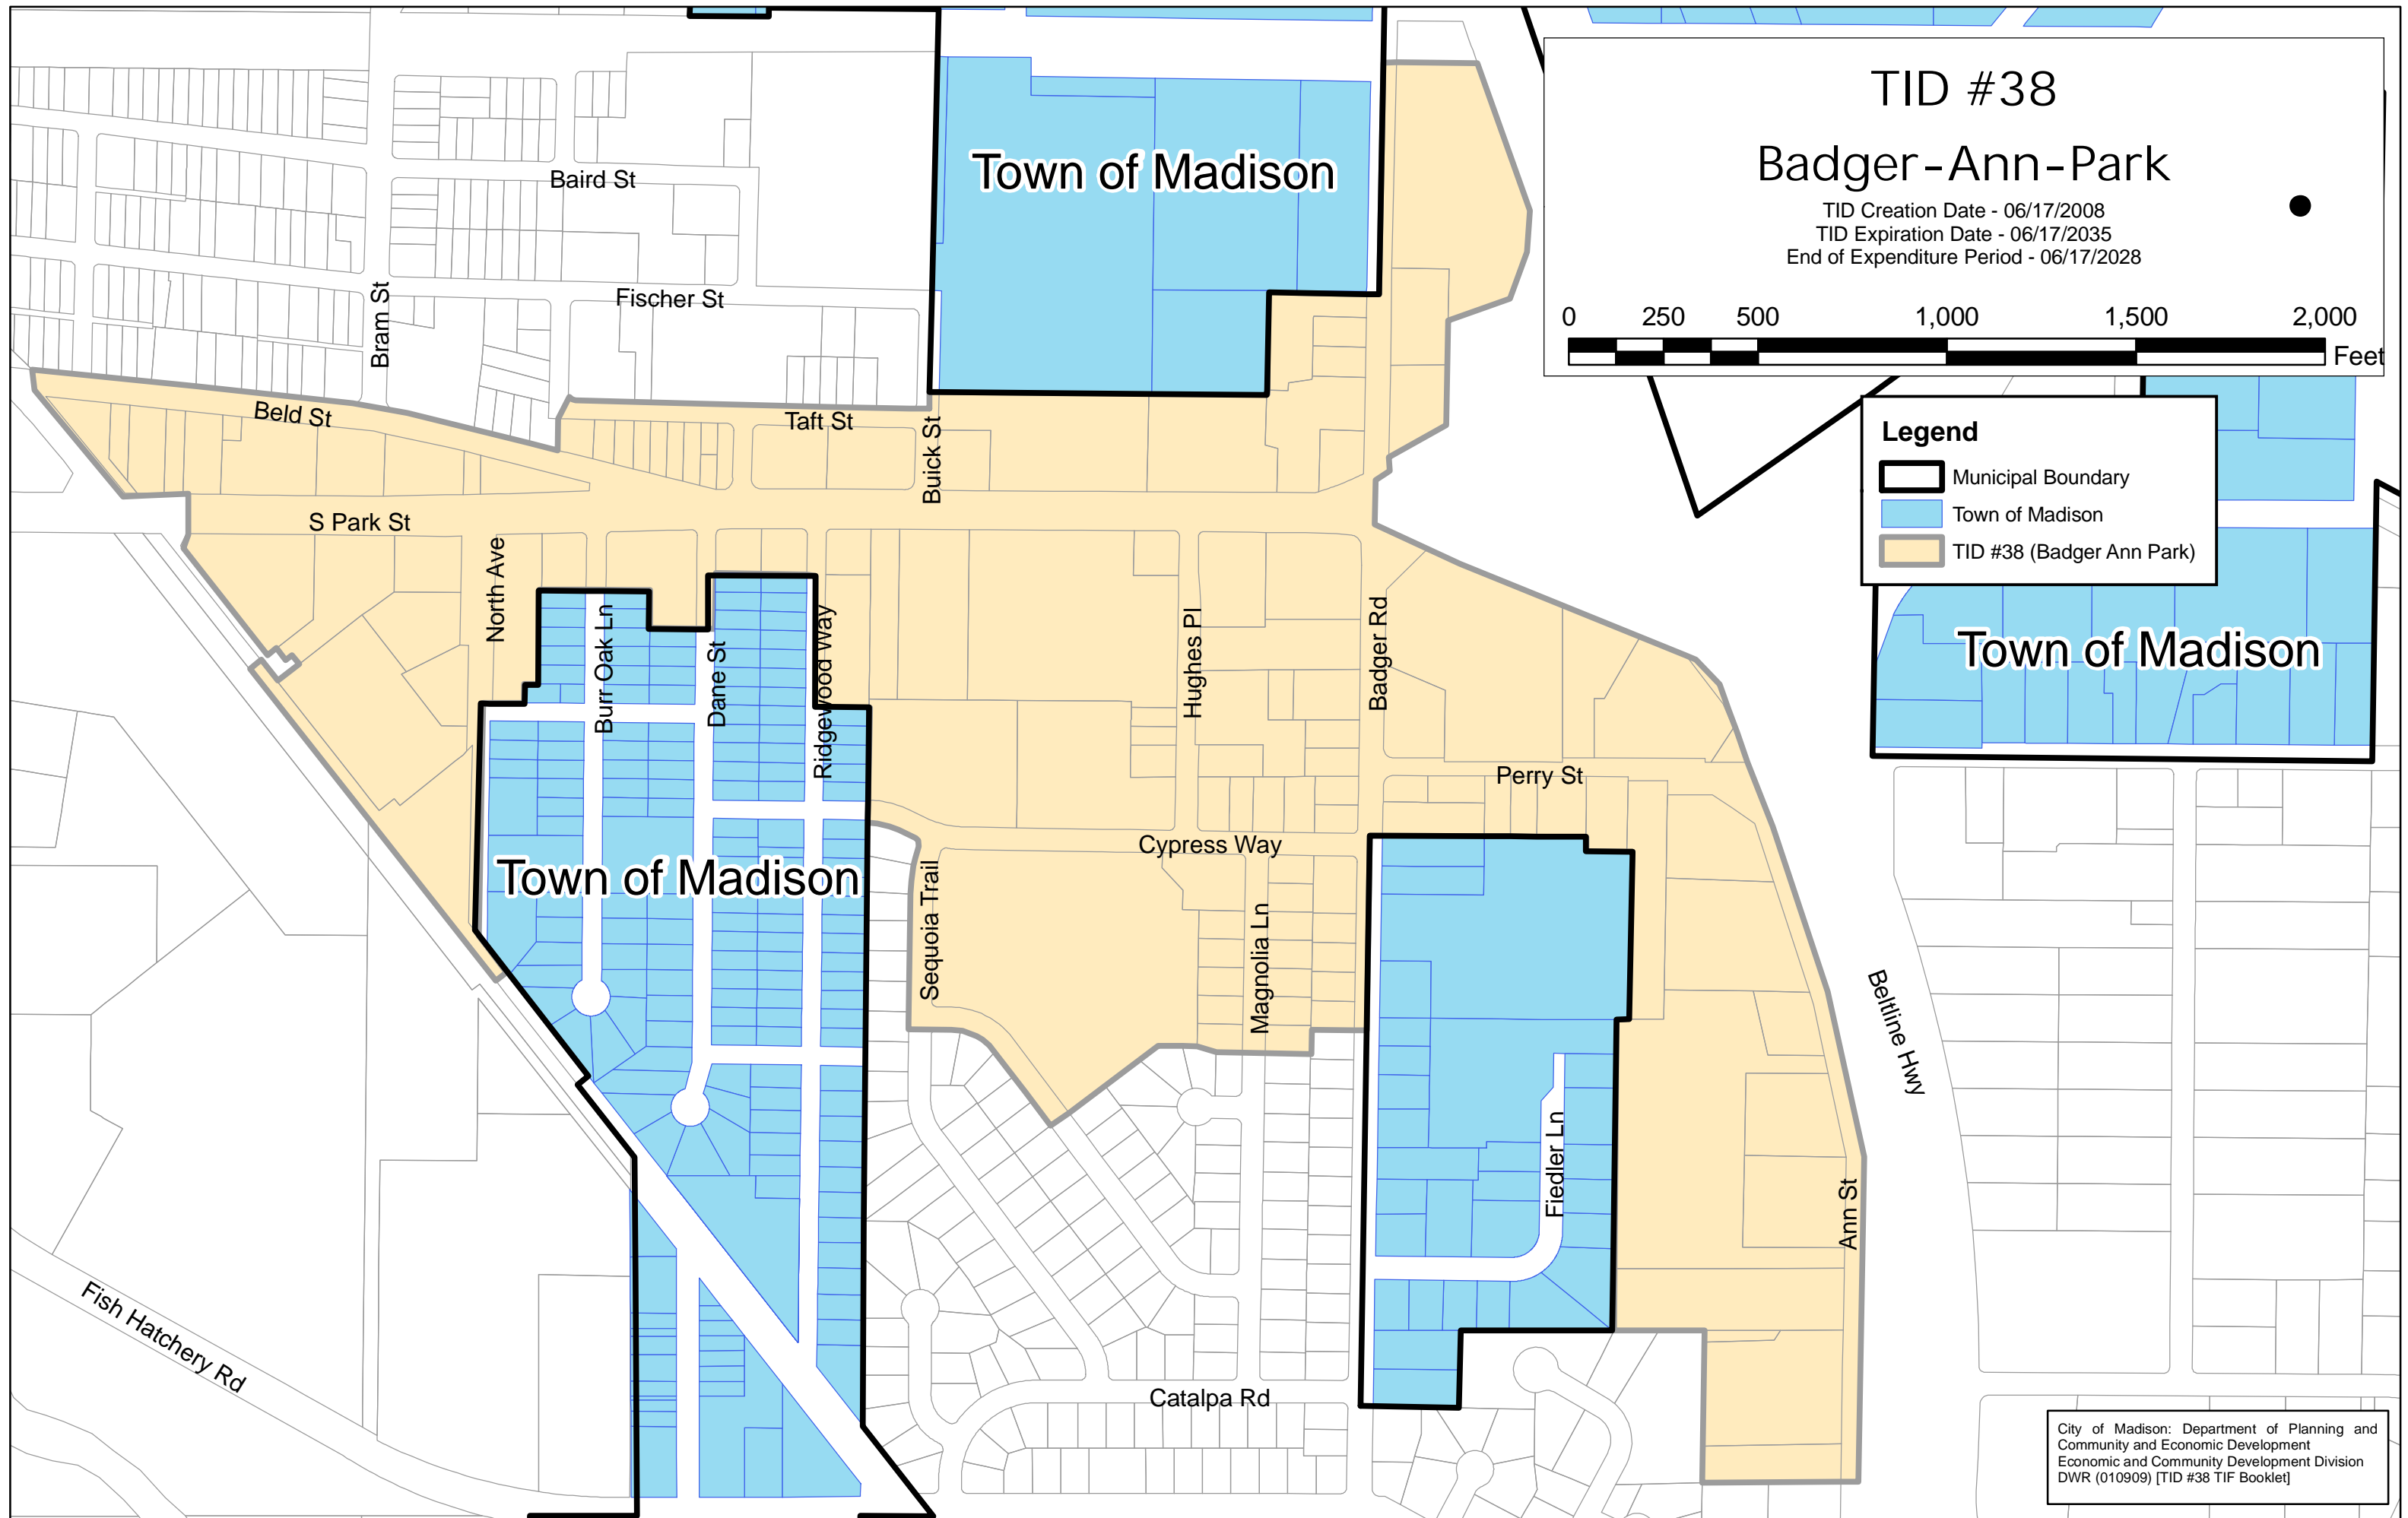 TID #38
Badger-Ann-Park
TID Creation Date - 06/17/2008
TID Expiration Date - 06/17/2035
End of Expenditure Period - 06/17/2028
0 250 500 1,000 1,500 2,000
Feet
Legend
Municipal Boundary
Town of Madison
TID #38 (Badger Ann Park)
Town of Madison
Baird St
Fischer St
Bram St
Beld St
Taft St
Buick St
S Park St
North Ave
Burr Oak Ln
Dane St
Ridgewood Way
Hughes Pl
Badger Rd
Town of Madison
Perry St
Cypress Way
Town of Madison
Sequoia Trail
Magnolia Ln
Beltline Hwy
Fiedler Ln
Ann St
Fish Hatchery Rd
Catalpa Rd
City of Madison: Department of Planning and
Community and Economic Development
Economic and Community Development Division
DWR (010909) [TID #38 TIF Booklet]